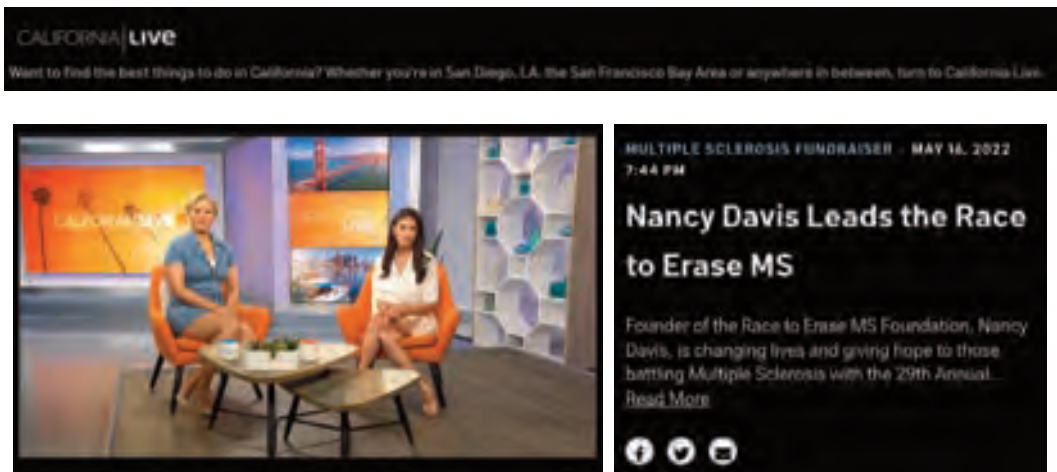 CALIFORNIA LIVE
Want to find the best things to do in California? Whether you're in San Diego, LA, the San Francisco Bay Area or anywhere in between, turn to California Live.
CALIFORNIA LIVE
MULTIPLE SCLEROSIS FUNDRAISER - MAY 16, 2022
7:44 PM
Nancy Davis Leads the Race
to Erase MS
Founder of the Race to Erase MS Foundation, Nancy
Davis, is changing lives and giving hope to those
battling Multiple Sclerosis with the 29th Annual...
Read More